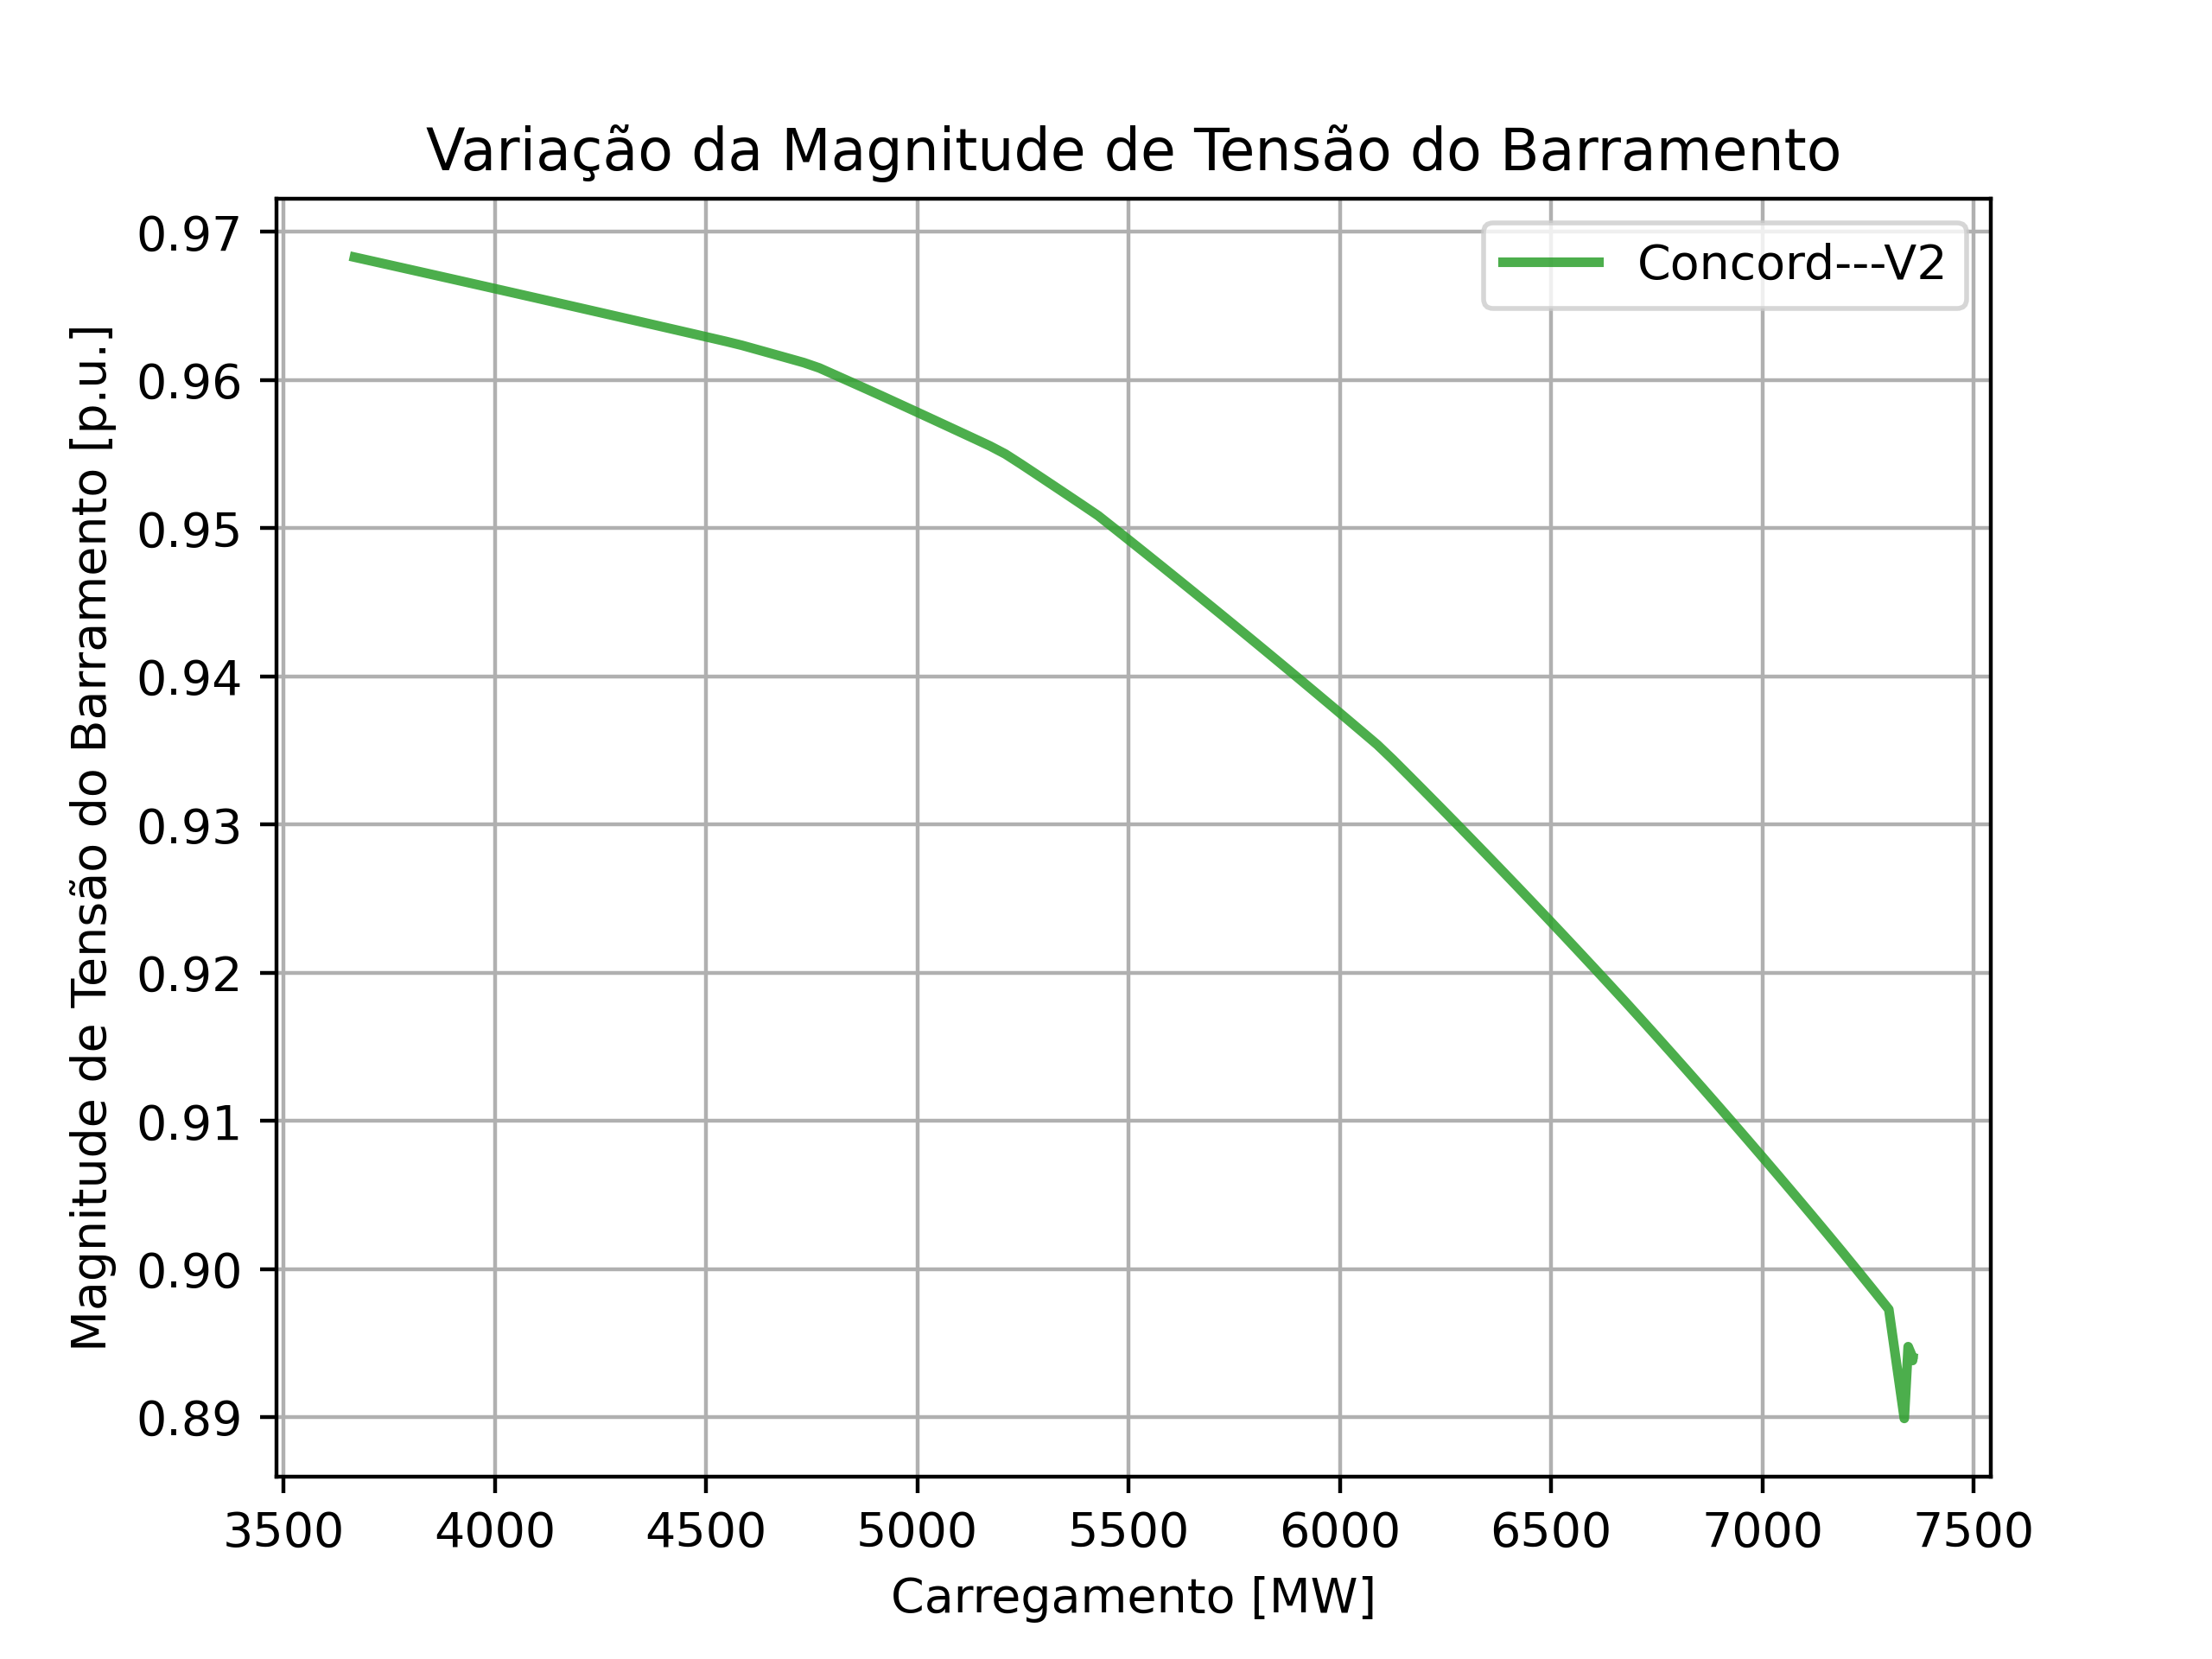 Variação da Magnitude de Tensão do Barramento
Concord---V2
Magnitude de Tensão do Barramento [p.u.]
0.97
0.96
0.95
0.94
0.93
0.92
0.91
0.90
0.89
3500 4000 4500 5000 5500 6000 6500 7000 7500
Carregamento [MW]